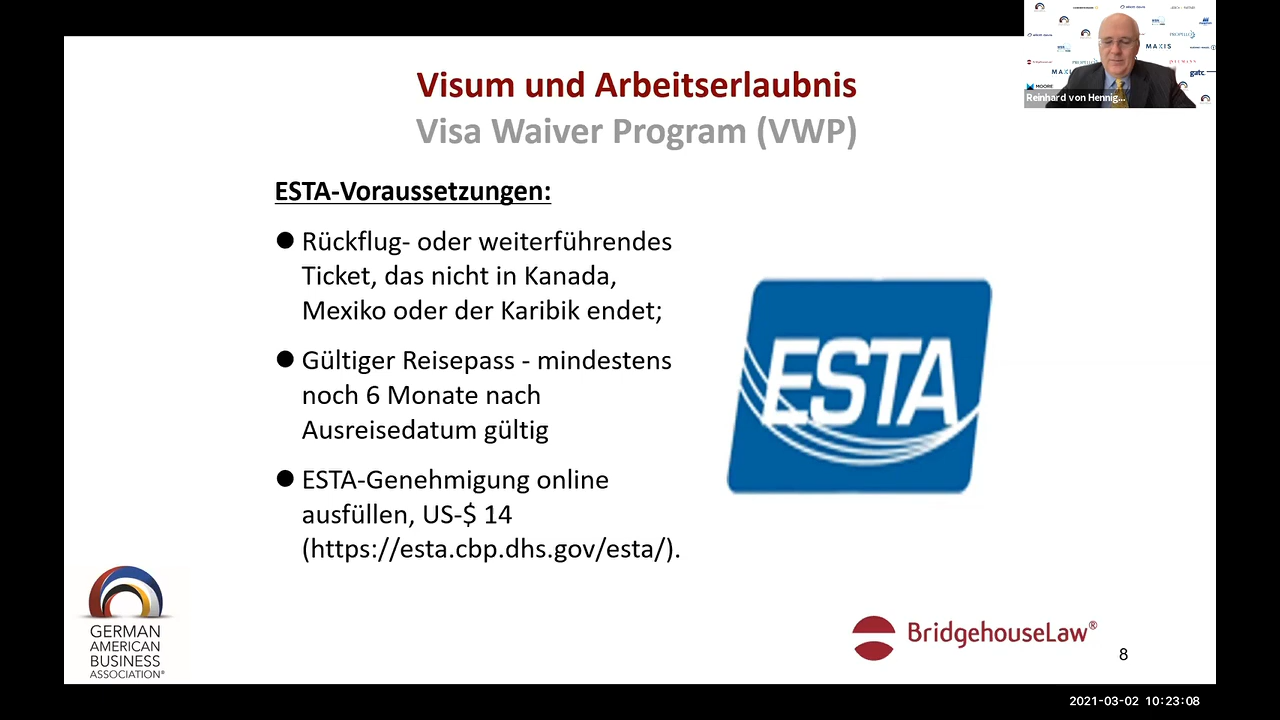 Visum und Arbeitserlaubnis
Visa Waiver Program (VWP)
ESTA-Voraussetzungen:
● Rückflug- oder weiterführendes
Ticket, das nicht in Kanada,
Mexiko oder der Karibik endet;
● Gültiger Reisepass - mindestens
noch 6 Monate nach
Ausreisedatum gültig
● ESTA-Genehmigung online
ausfüllen, US-$ 14
(https://esta.cbp.dhs.gov/esta/).
ESTA
GERMAN
AMERICAN
BUSINESS
ASSOCIATION®
BridgehouseLaw®
8
MAXIS
gatc
MOORE
Reinhard von Hennig...
2021-03-02 10:23:08